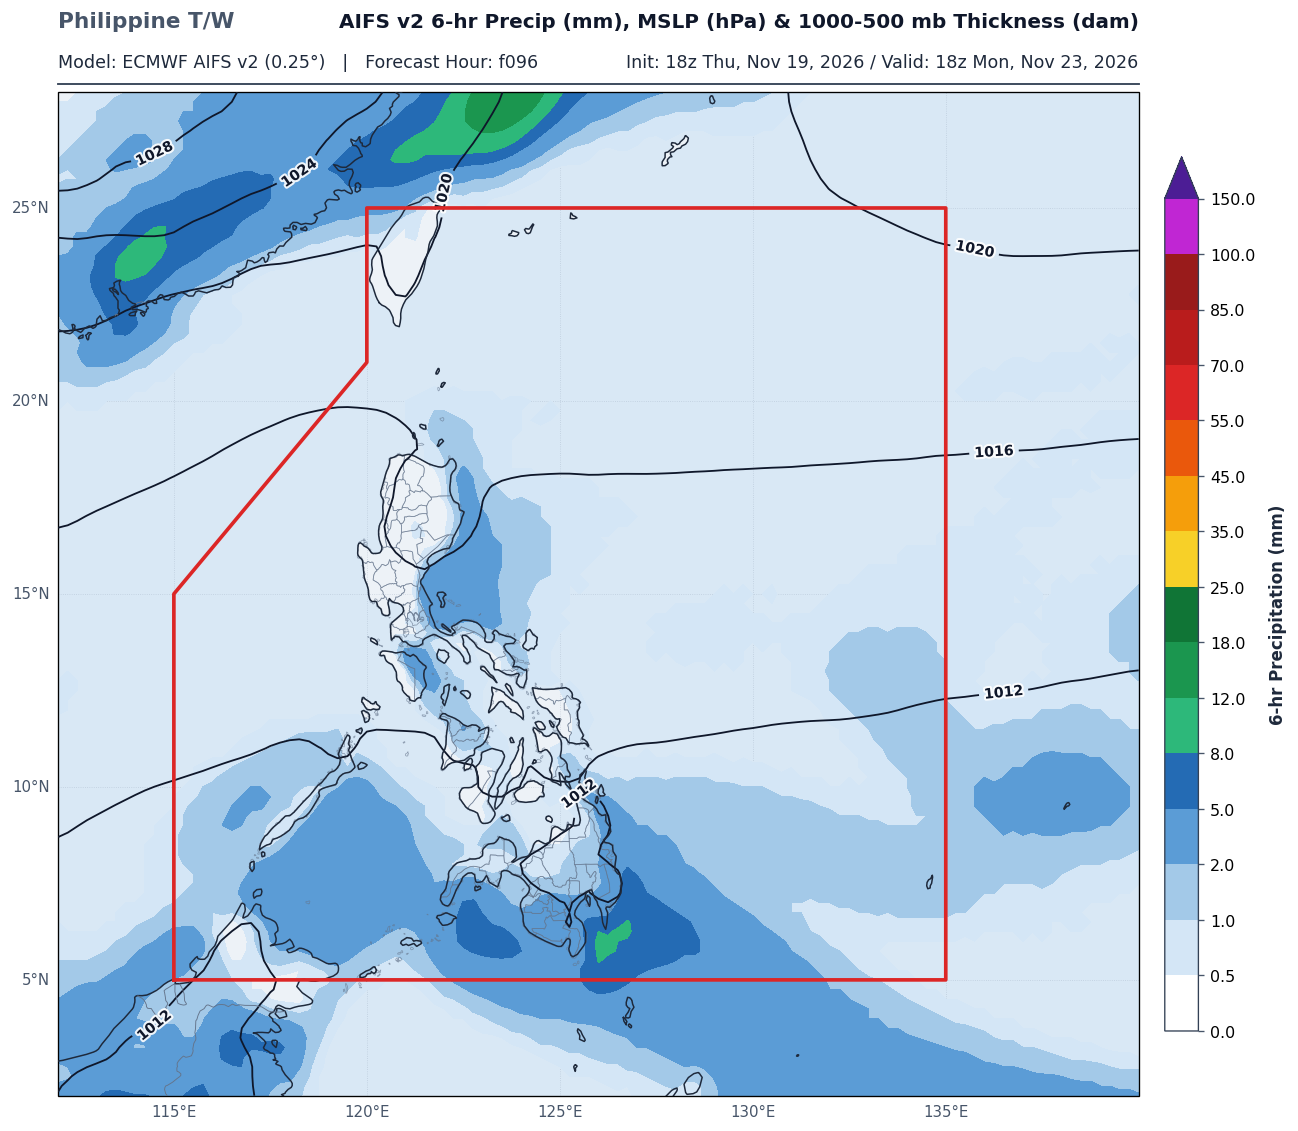 Philippine T/W
AIFS v2 6-hr Precip (mm), MSLP (hPa) & 1000-500 mb Thickness (dam)
Model: ECMWF AIFS v2 (0.25°) | Forecast Hour: f096
Init: 18z Thu, Nov 19, 2026 / Valid: 18z Mon, Nov 23, 2026
1028
1024
1020
1020
1016
1012
1012
1012
25°N
20°N
15°N
10°N
5°N
115°E
120°E
125°E
130°E
135°E
150.0
100.0
85.0
70.0
55.0
45.0
35.0
25.0
18.0
12.0
8.0
5.0
2.0
1.0
0.5
0.0
6-hr Precipitation (mm)